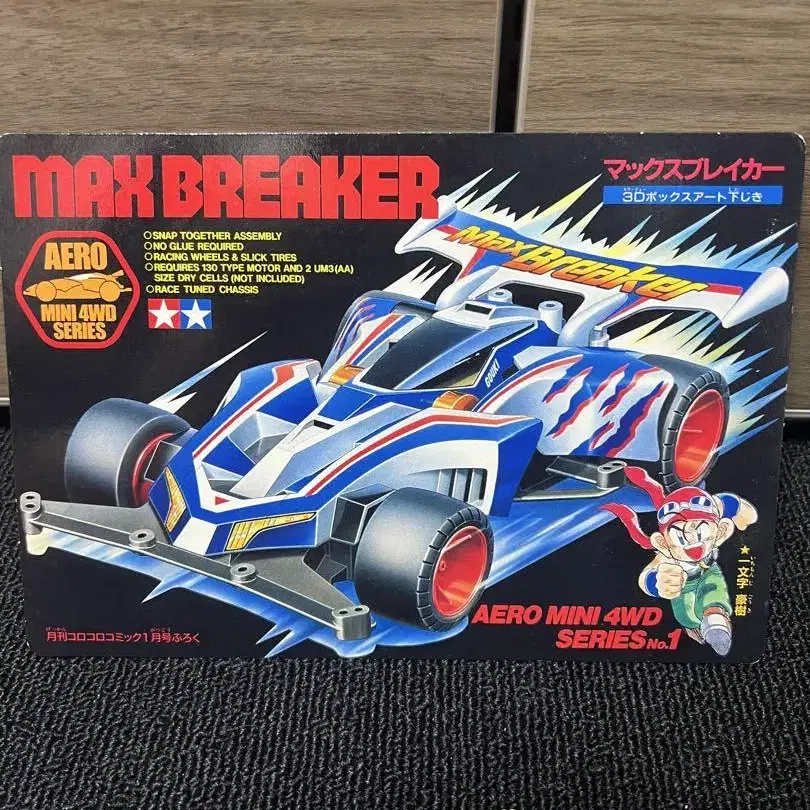 MAX BREAKER
マックスブレイカー
3Dボックスアート下じき
AERO
MINI 4WD
SERIES
○SNAP TOGETHER ASSEMBLY
○NO GLUE REQUIRED
○RACING WHEELS & SLICK TIRES
○REQUIRES 130 TYPE MOTOR AND 2 UM3(AA)
SIZE DRY CELLS (NOT INCLUDED)
○RACE TUNED CHASSIS
Max Breaker
GOUKI
★一文字 豪樹
AERO MINI 4WD
SERIES No.1
月刊コロコロコミック1月号ふろく